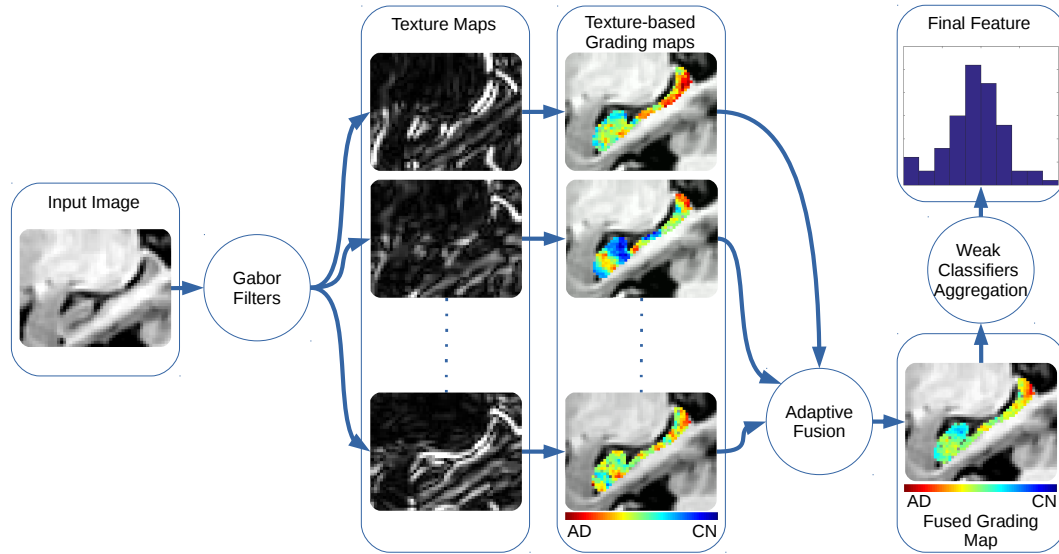 Input Image
Gabor
Filters
Texture Maps
Texture-based
Grading maps
AD CN
Adaptive
Fusion
Final Feature
Weak
Classifiers
Aggregation
AD CN
Fused Grading
Map